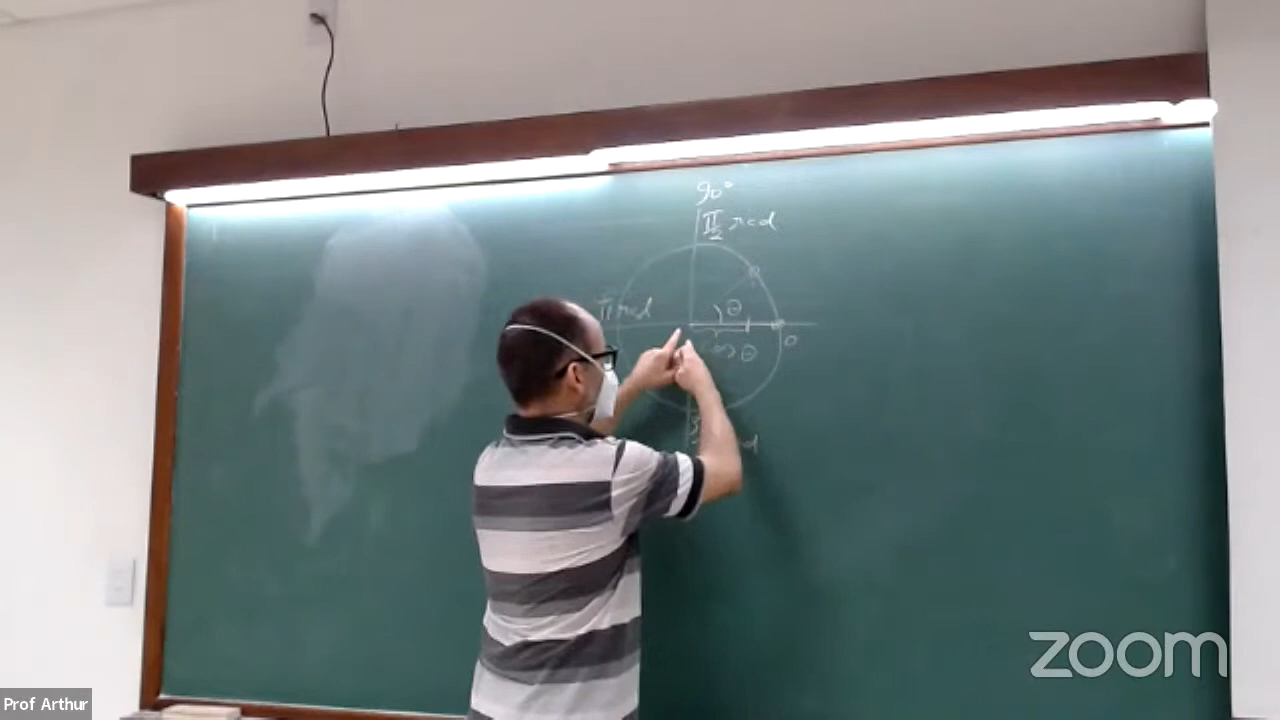 90°
π/2 rad
π rad
θ
0
cos θ
zoom
Prof Arthur